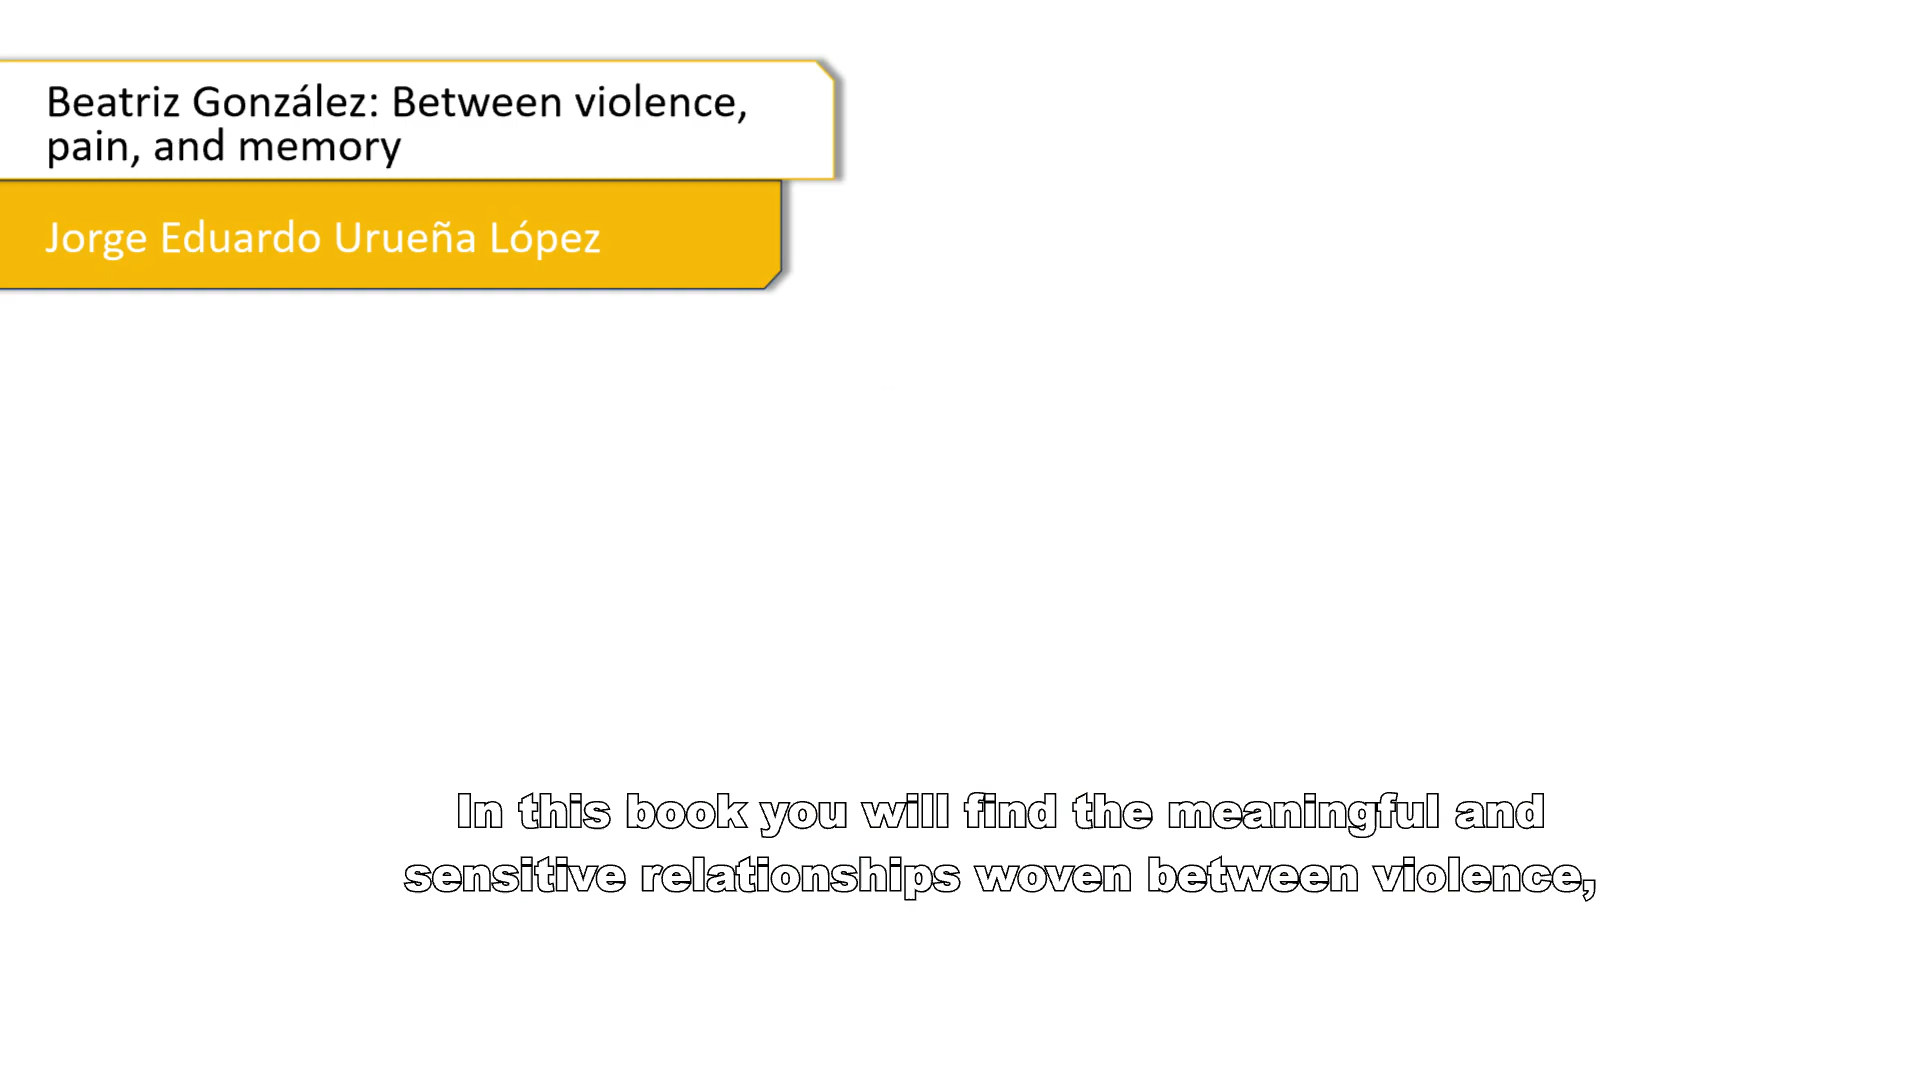 Beatriz González: Between violence,
pain, and memory
Jorge Eduardo Urueña López
In this book you will find the meaningful and
sensitive relationships woven between violence,